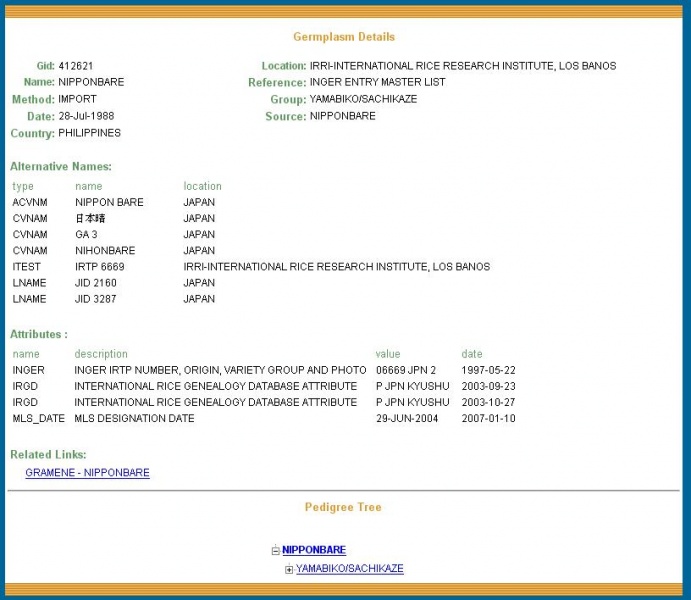 Germplasm Details
Gid: 412621 Location: IRRI-INTERNATIONAL RICE RESEARCH INSTITUTE, LOS BANOS
Name: NIPPONBARE Reference: INGER ENTRY MASTER LIST
Method: IMPORT Group: YAMABIKO/SACHIKAZE
Date: 28-Jul-1988 Source: NIPPONBARE
Country: PHILIPPINES
Alternative Names:
type name location
ACVNM NIPPON BARE JAPAN
CVNAM 日本晴 JAPAN
CVNAM GA 3 JAPAN
CVNAM NIHONBARE JAPAN
ITEST IRTP 6669 IRRI-INTERNATIONAL RICE RESEARCH INSTITUTE, LOS BANOS
LNAME JID 2160 JAPAN
LNAME JID 3287 JAPAN
Attributes :
name description value date
INGER INGER IRTP NUMBER, ORIGIN, VARIETY GROUP AND PHOTO 06669 JPN 2 1997-05-22
IRGD INTERNATIONAL RICE GENEALOGY DATABASE ATTRIBUTE P JPN KYUSHU 2003-09-23
IRGD INTERNATIONAL RICE GENEALOGY DATABASE ATTRIBUTE P JPN KYUSHU 2003-10-27
MLS_DATE MLS DESIGNATION DATE 29-JUN-2004 2007-01-10
Related Links:
GRAMENE - NIPPONBARE
Pedigree Tree
NIPPONBARE
YAMABIKO/SACHIKAZE